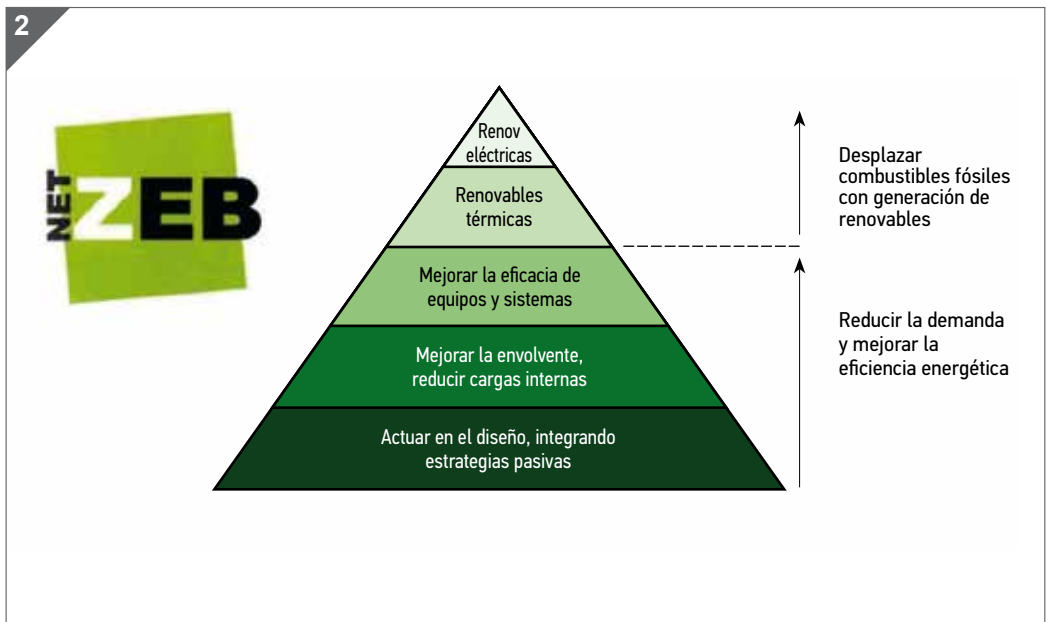 2
NET
ZEB
Renov
eléctricas
Renovables
térmicas
Mejorar la eficacia de
equipos y sistemas
Mejorar la envolvente,
reducir cargas internas
Actuar en el diseño, integrando
estrategias pasivas
Desplazar
combustibles fósiles
con generación de
renovables
Reducir la demanda
y mejorar la
eficiencia energética